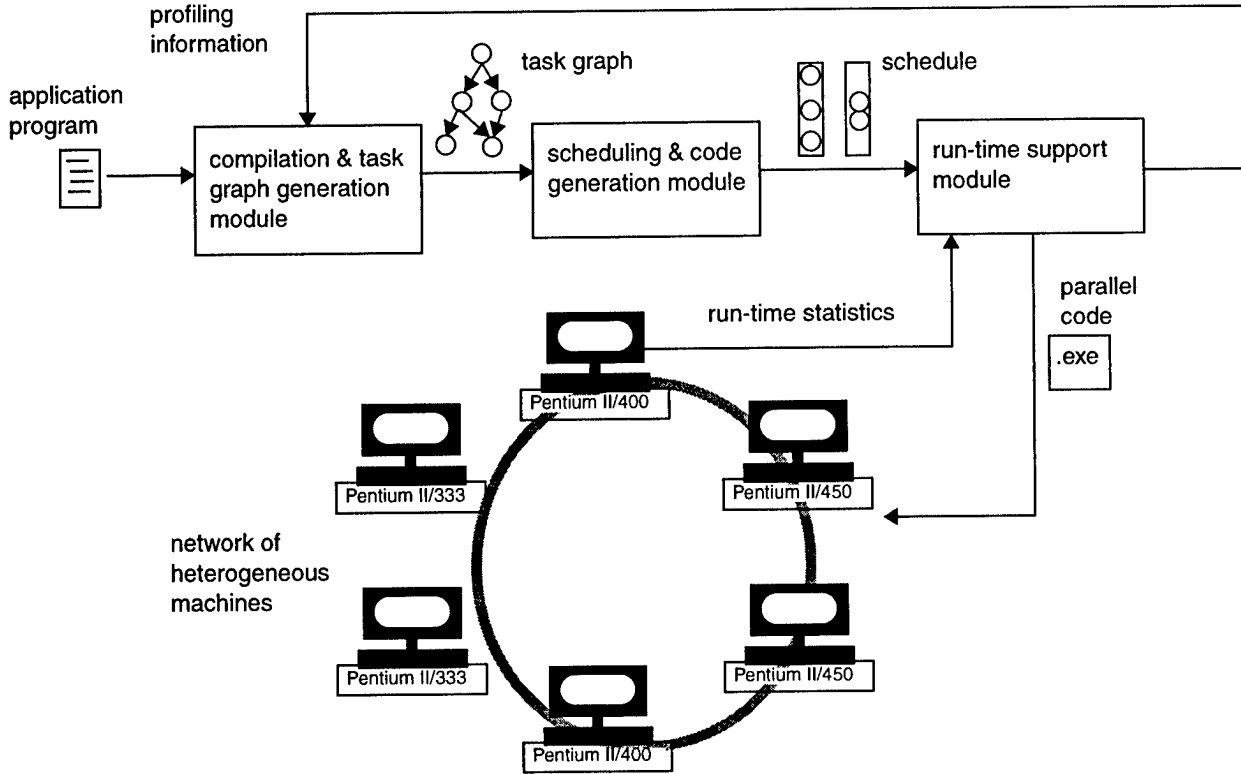 profiling
information
task graph
schedule
application
program
compilation & task
graph generation
module
scheduling & code
generation module
run-time support
module
run-time statistics
parallel
code
.exe
Pentium II/400
Pentium II/450
Pentium II/333
network of
heterogeneous
machines
Pentium II/333
Pentium II/450
Pentium II/400